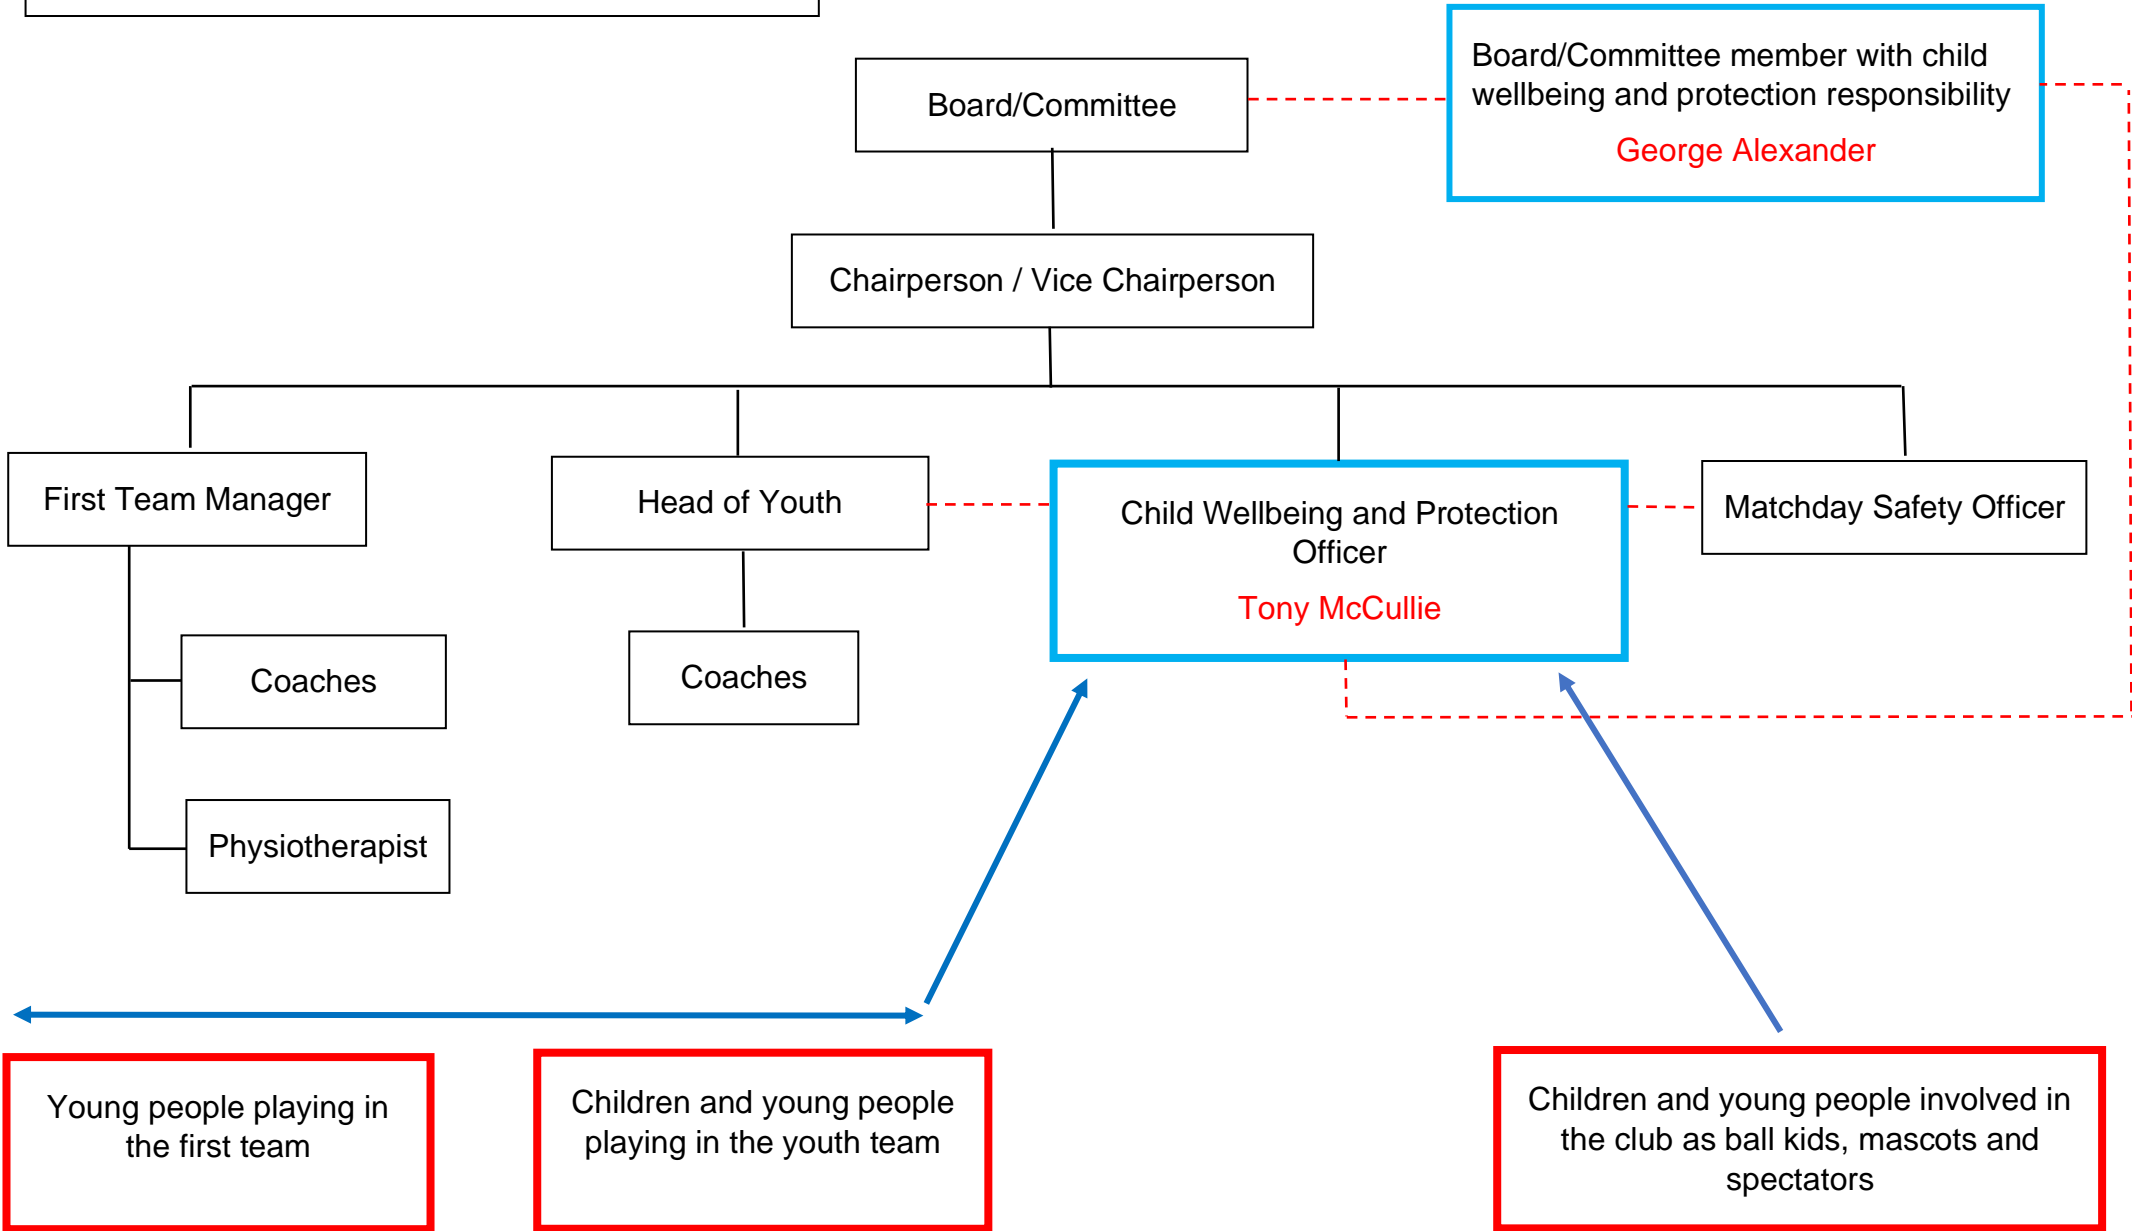 Board/Committee member with child
wellbeing and protection responsibility
George Alexander
Board/Committee
Chairperson / Vice Chairperson
First Team Manager
Head of Youth
Child Wellbeing and Protection
Officer
Tony McCullie
Matchday Safety Officer
Coaches
Coaches
Physiotherapist
Young people playing in
the first team
Children and young people
playing in the youth team
Children and young people involved in
the club as ball kids, mascots and
spectators